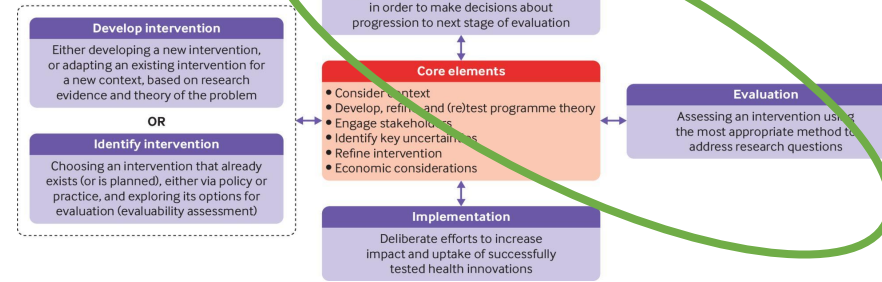 in order to make decisions about
progression to next stage of evaluation
Develop intervention
Either developing a new intervention,
or adapting an existing intervention for
a new context, based on research
evidence and theory of the problem
OR
Identify intervention
Choosing an intervention that already
exists (or is planned), either via policy or
practice, and exploring its options for
evaluation (evaluability assessment)
Core elements
• Consider context
• Develop, refine, and (re)test programme theory
• Engage stakeholders
• Identify key uncertainties
• Refine intervention
• Economic considerations
Evaluation
Assessing an intervention using
the most appropriate method to
address research questions
Implementation
Deliberate efforts to increase
impact and uptake of successfully
tested health innovations